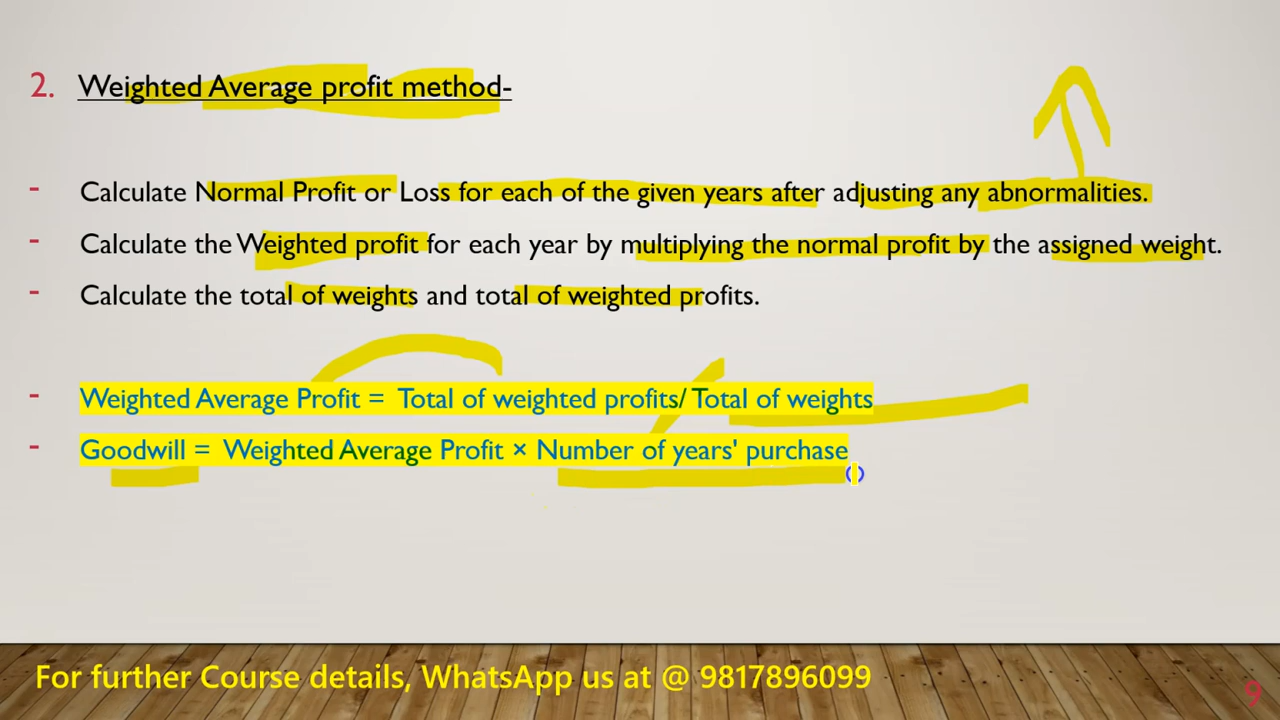 2. Weighted Average profit method-
- Calculate Normal Profit or Loss for each of the given years after adjusting any abnormalities.
- Calculate the Weighted profit for each year by multiplying the normal profit by the assigned weight.
- Calculate the total of weights and total of weighted profits.
- Weighted Average Profit = Total of weighted profits/ Total of weights
- Goodwill = Weighted Average Profit × Number of years' purchase
For further Course details, WhatsApp us at @ 9817896099
9